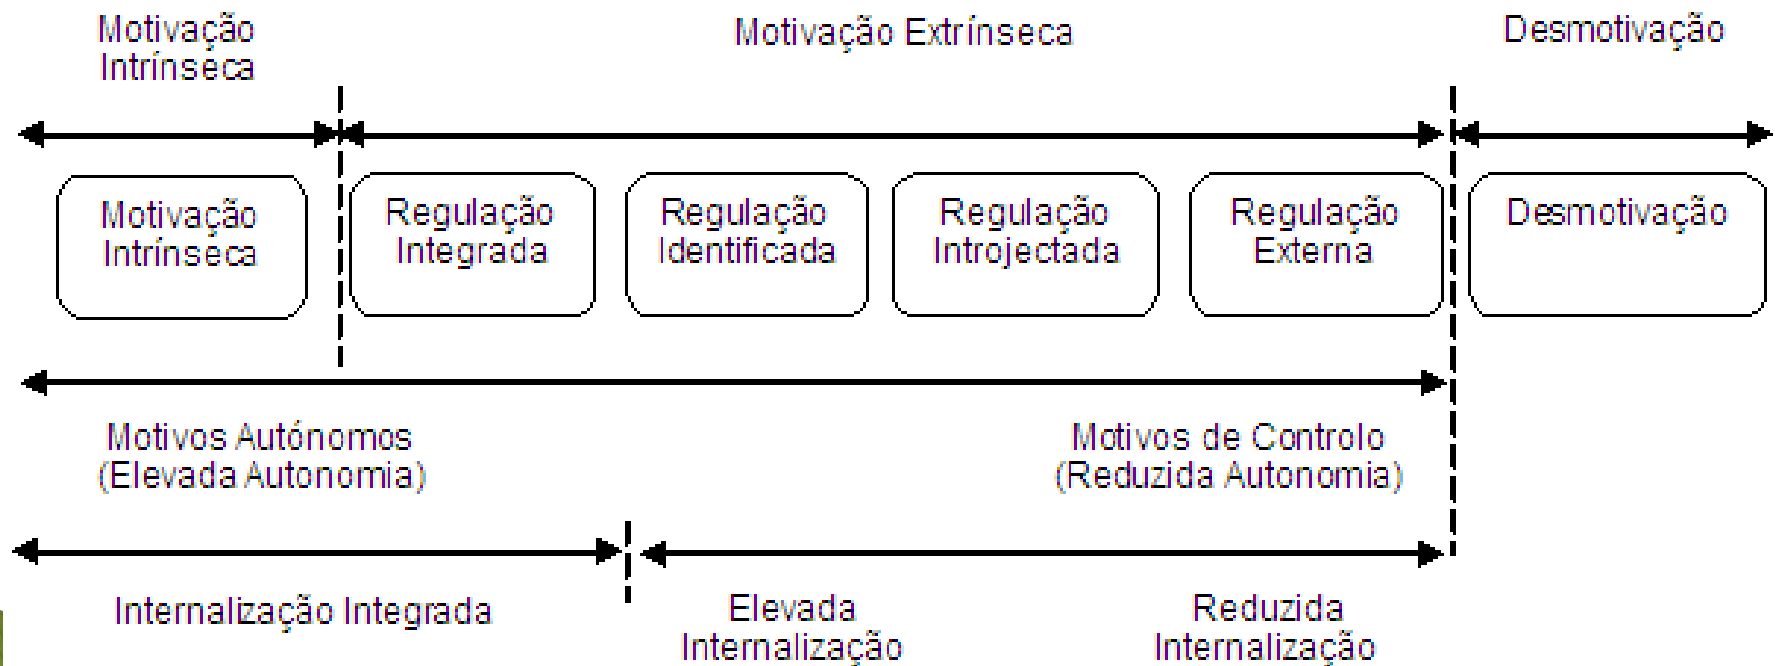 Motivação
Intrínseca
Motivação Extrínseca
Desmotivação
Motivação
Intrínseca
Regulação
Integrada
Regulação
Identificada
Regulação
Introjectada
Regulação
Externa
Desmotivação
Motivos Autónomos
(Elevada Autonomia)
Motivos de Controlo
(Reduzida Autonomia)
Internalização Integrada
Elevada
Internalização
Reduzida
Internalização